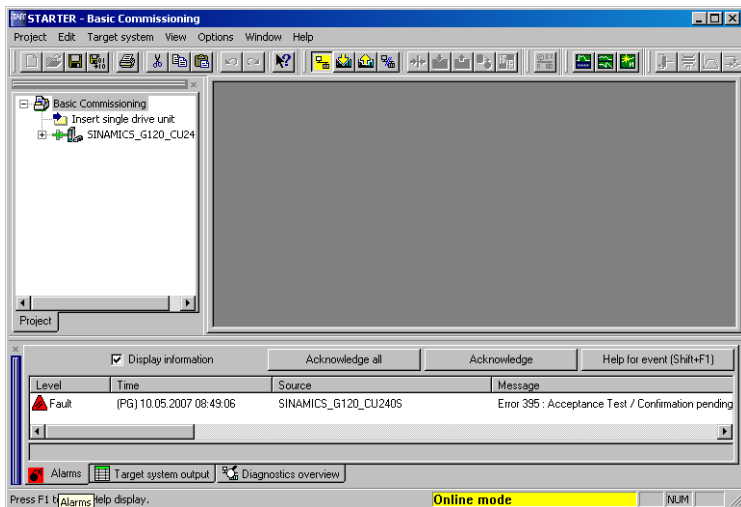 STARTER - Basic Commissioning
Project Edit Target system View Options Window Help
Basic Commissioning
Insert single drive unit
SINAMICS_G120_CU24
Project
Display information
Acknowledge all
Acknowledge
Help for event (Shift+F1)
Level Time Source Message
Fault (PG) 10.05.2007 08:49:06 SINAMICS_G120_CU240S Error 395 : Acceptance Test / Confirmation pending
Alarms Target system output Diagnostics overview
Press F1 t Alarms Help display. Online mode NUM